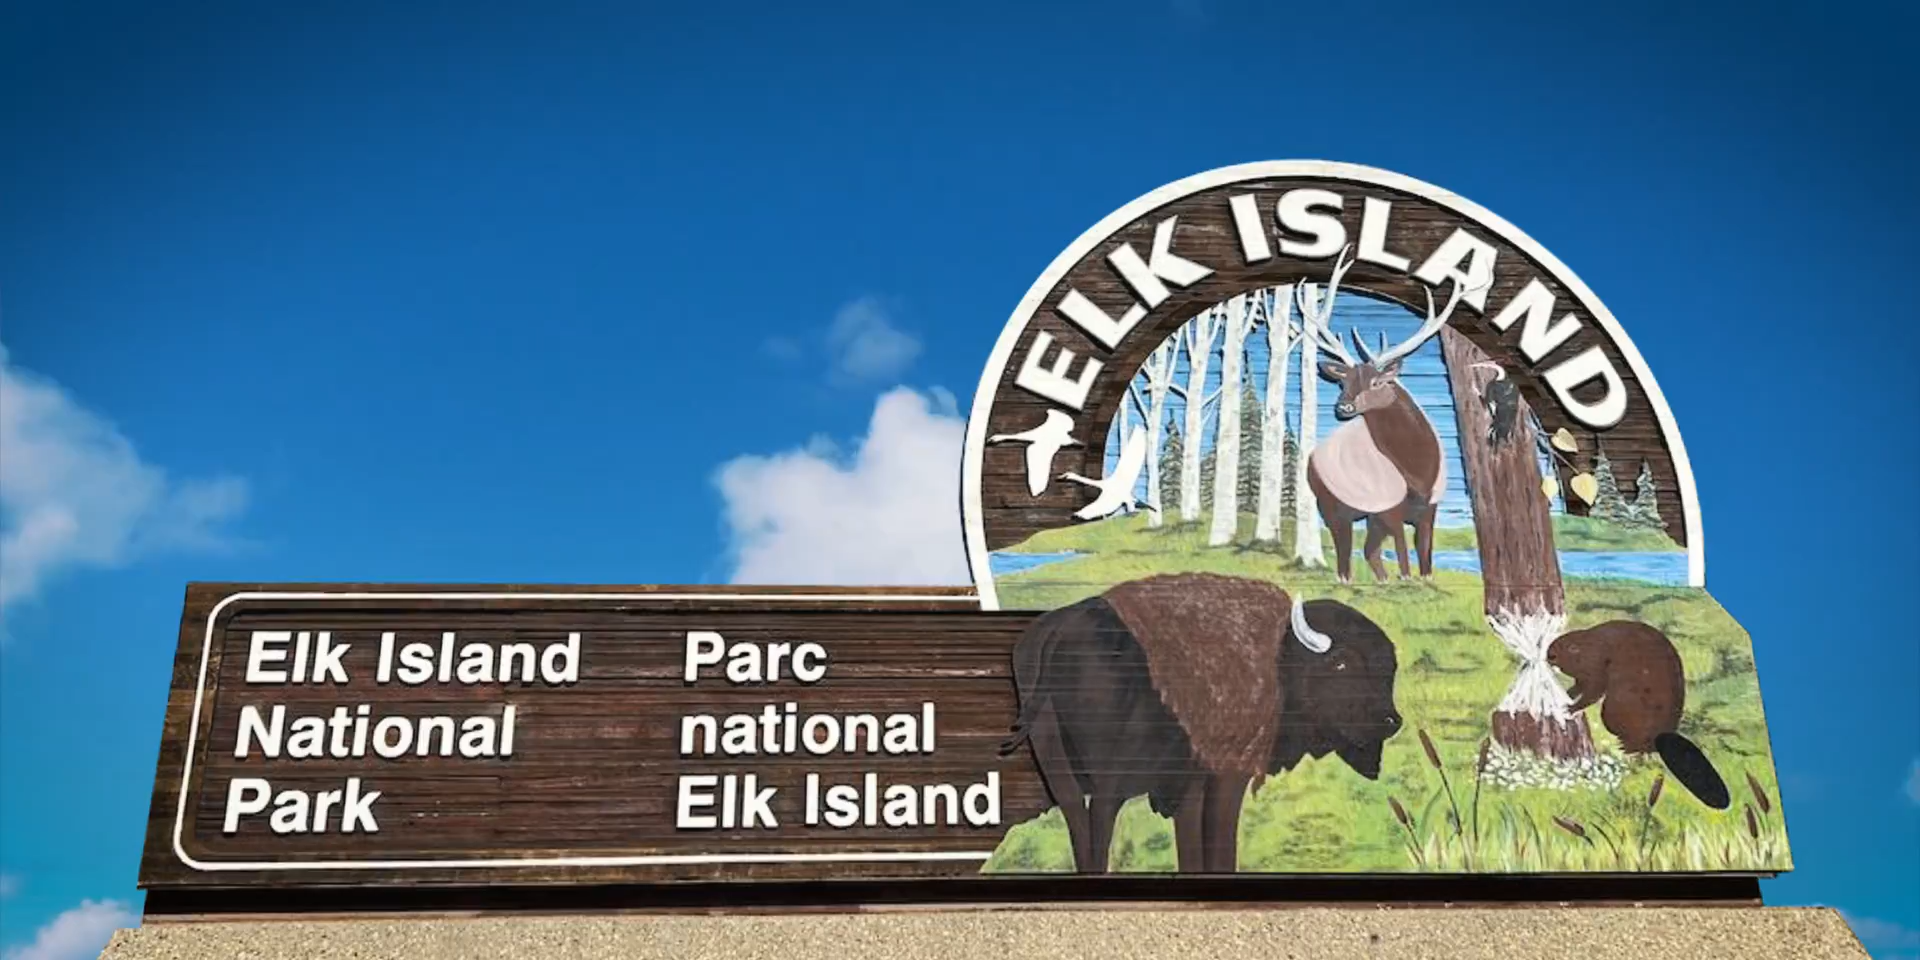 ELK ISLAND
Elk Island
National
Park
Parc
national
Elk Island